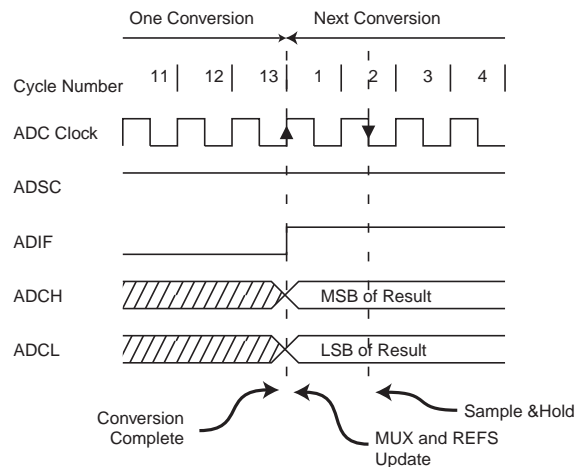 One Conversion
Next Conversion
Cycle Number
11
12
13
1
2
3
4
ADC Clock
ADSC
ADIF
ADCH
MSB of Result
ADCL
LSB of Result
Conversion
Complete
MUX and REFS
Update
Sample &Hold